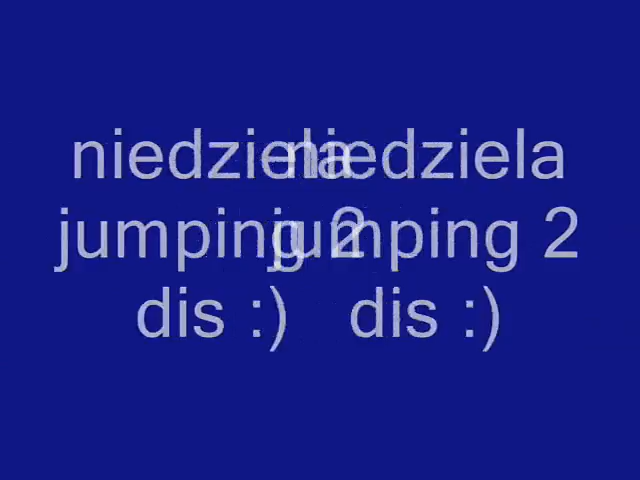 niedziela niedziela
jumping 2 jumping 2
dis :) dis :)